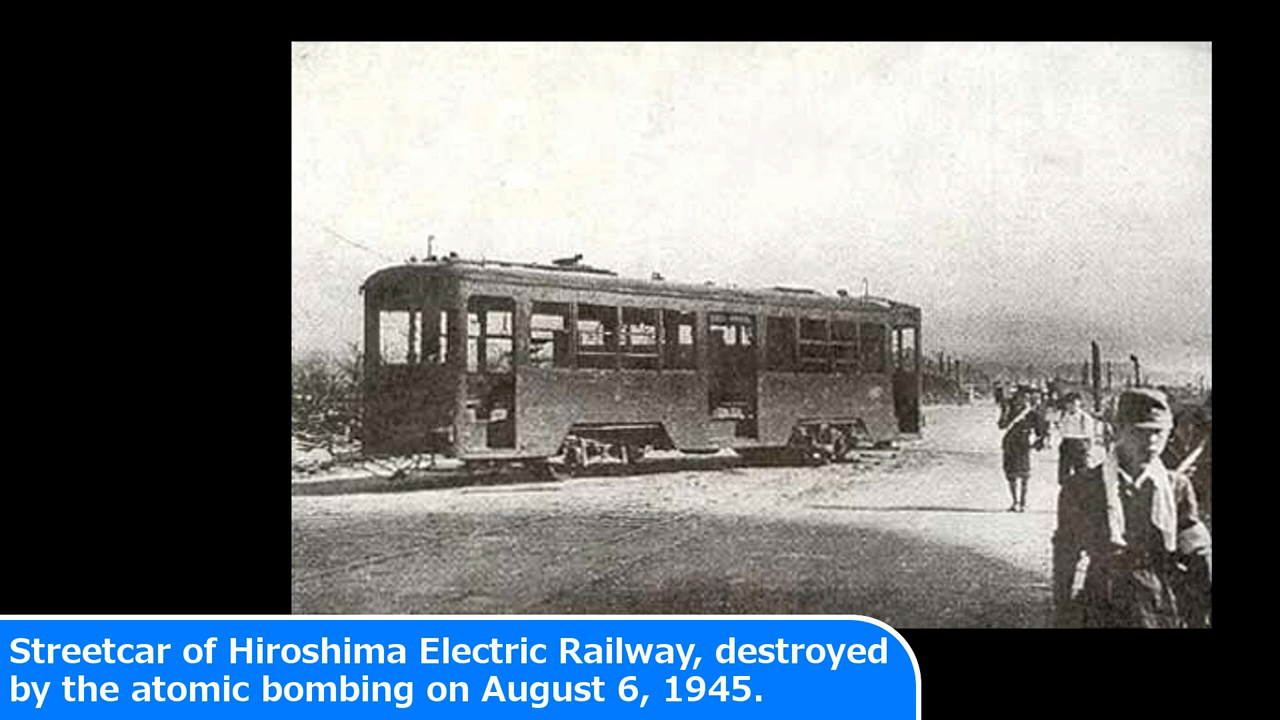 Streetcar of Hiroshima Electric Railway, destroyed
by the atomic bombing on August 6, 1945.